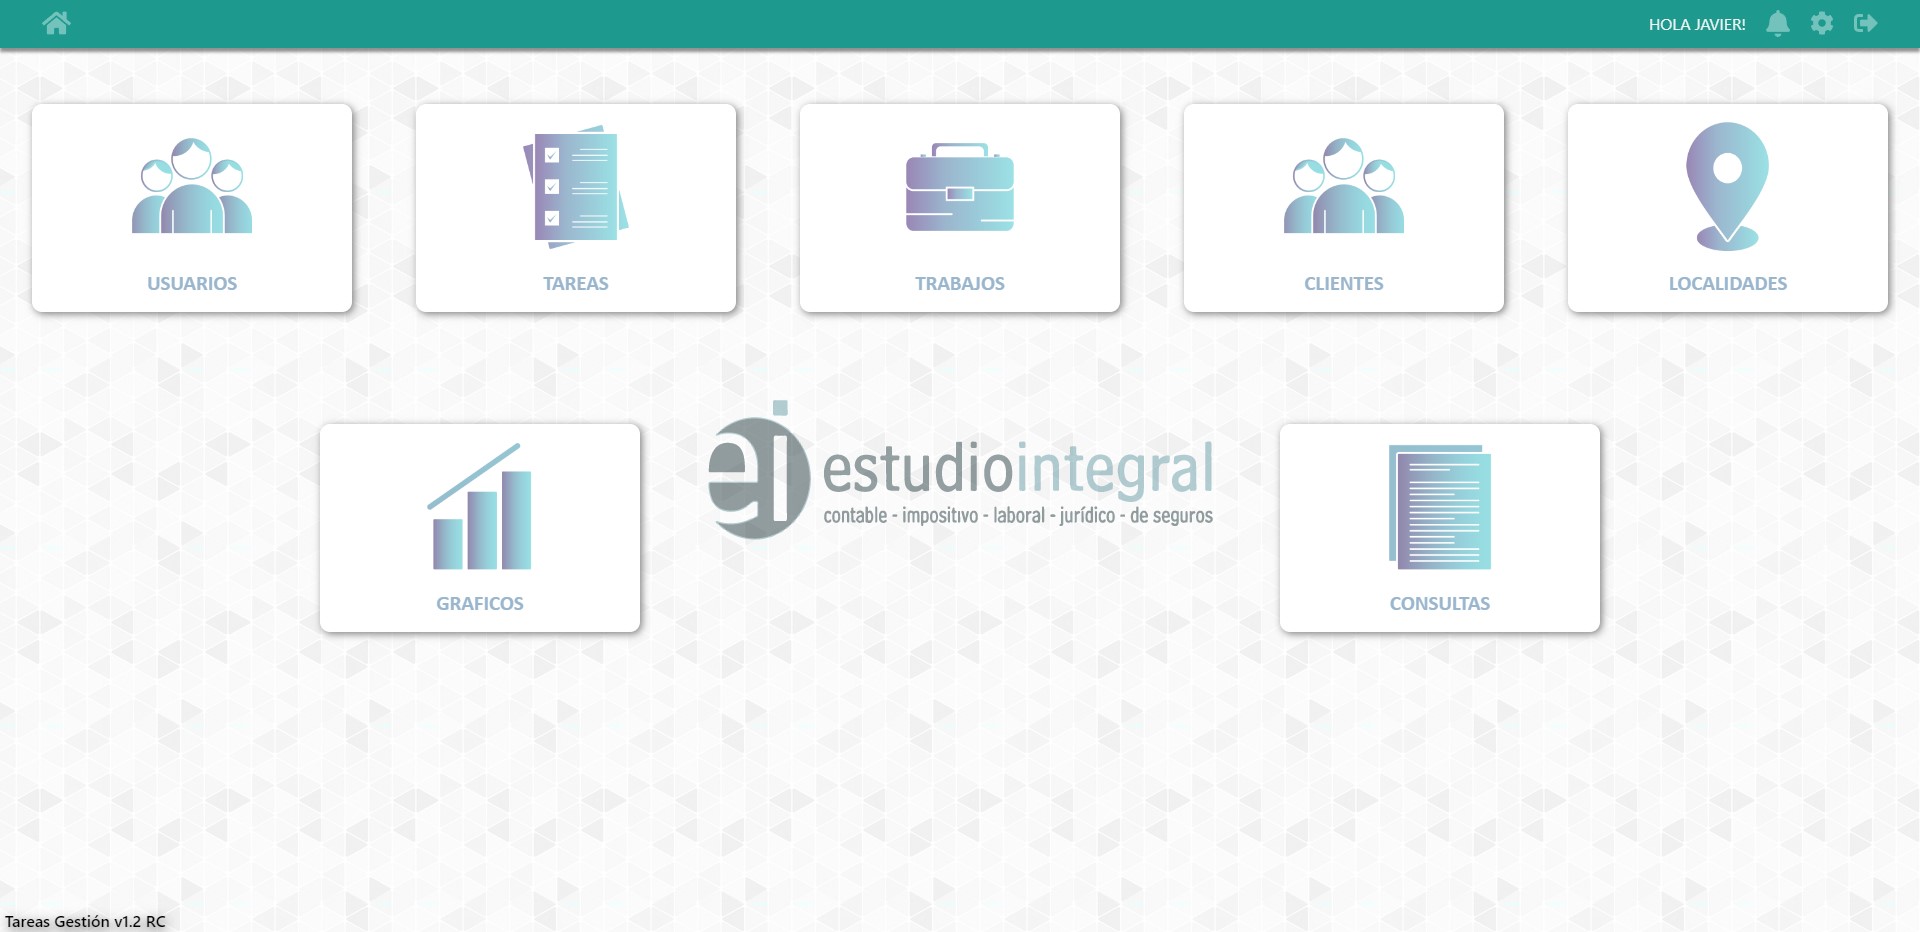 HOLA JAVIER!
USUARIOS
TAREAS
TRABAJOS
CLIENTES
LOCALIDADES
ei estudiointegral
contable - impositivo - laboral - jurídico - de seguros
GRAFICOS
CONSULTAS
Tareas Gestión v1.2 RC